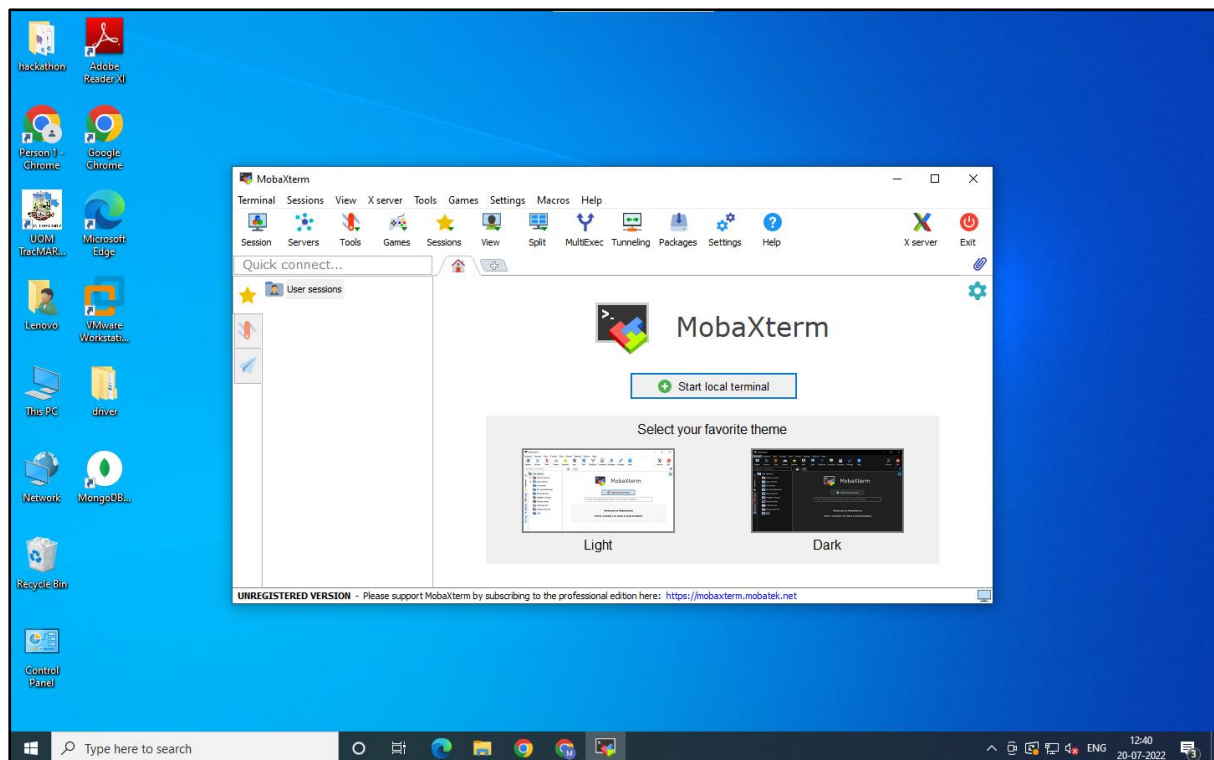 hackathon
Adobe
Reader XI
Person 1 -
Chrome
Google
Chrome
UOM
TracMAR...
Microsoft
Edge
Lenovo
VMware
Workstati...
This PC
driver
Network
MongoDB...
Recycle Bin
Control
Panel
MobaXterm
Terminal Sessions View X server Tools Games Settings Macros Help
Session Servers Tools Games Sessions View Split MultiExec Tunneling Packages Settings Help X server Exit
Quick connect...
User sessions
MobaXterm
Start local terminal
Select your favorite theme
MobaXterm
MobaXterm
Light Dark
UNREGISTERED VERSION - Please support MobaXterm by subscribing to the professional edition here: https://mobaxterm.mobatek.net
Type here to search
ENG
12:40
20-07-2022
3